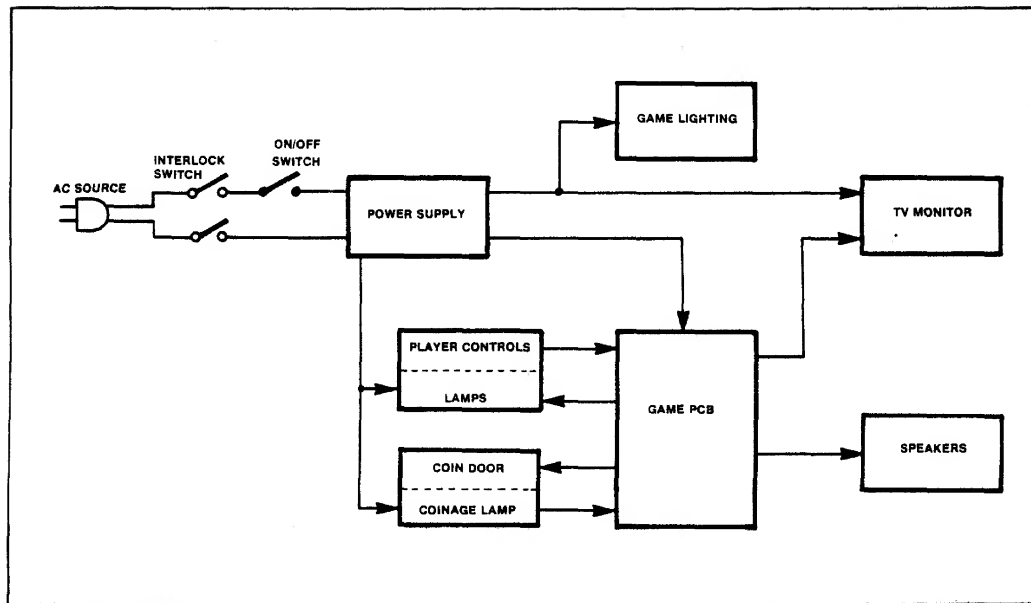 GAME LIGHTING
ON/OFF
SWITCH
INTERLOCK
SWITCH
AC SOURCE
POWER SUPPLY
TV MONITOR
PLAYER CONTROLS
LAMPS
GAME PCB
COIN DOOR
COINAGE LAMP
SPEAKERS